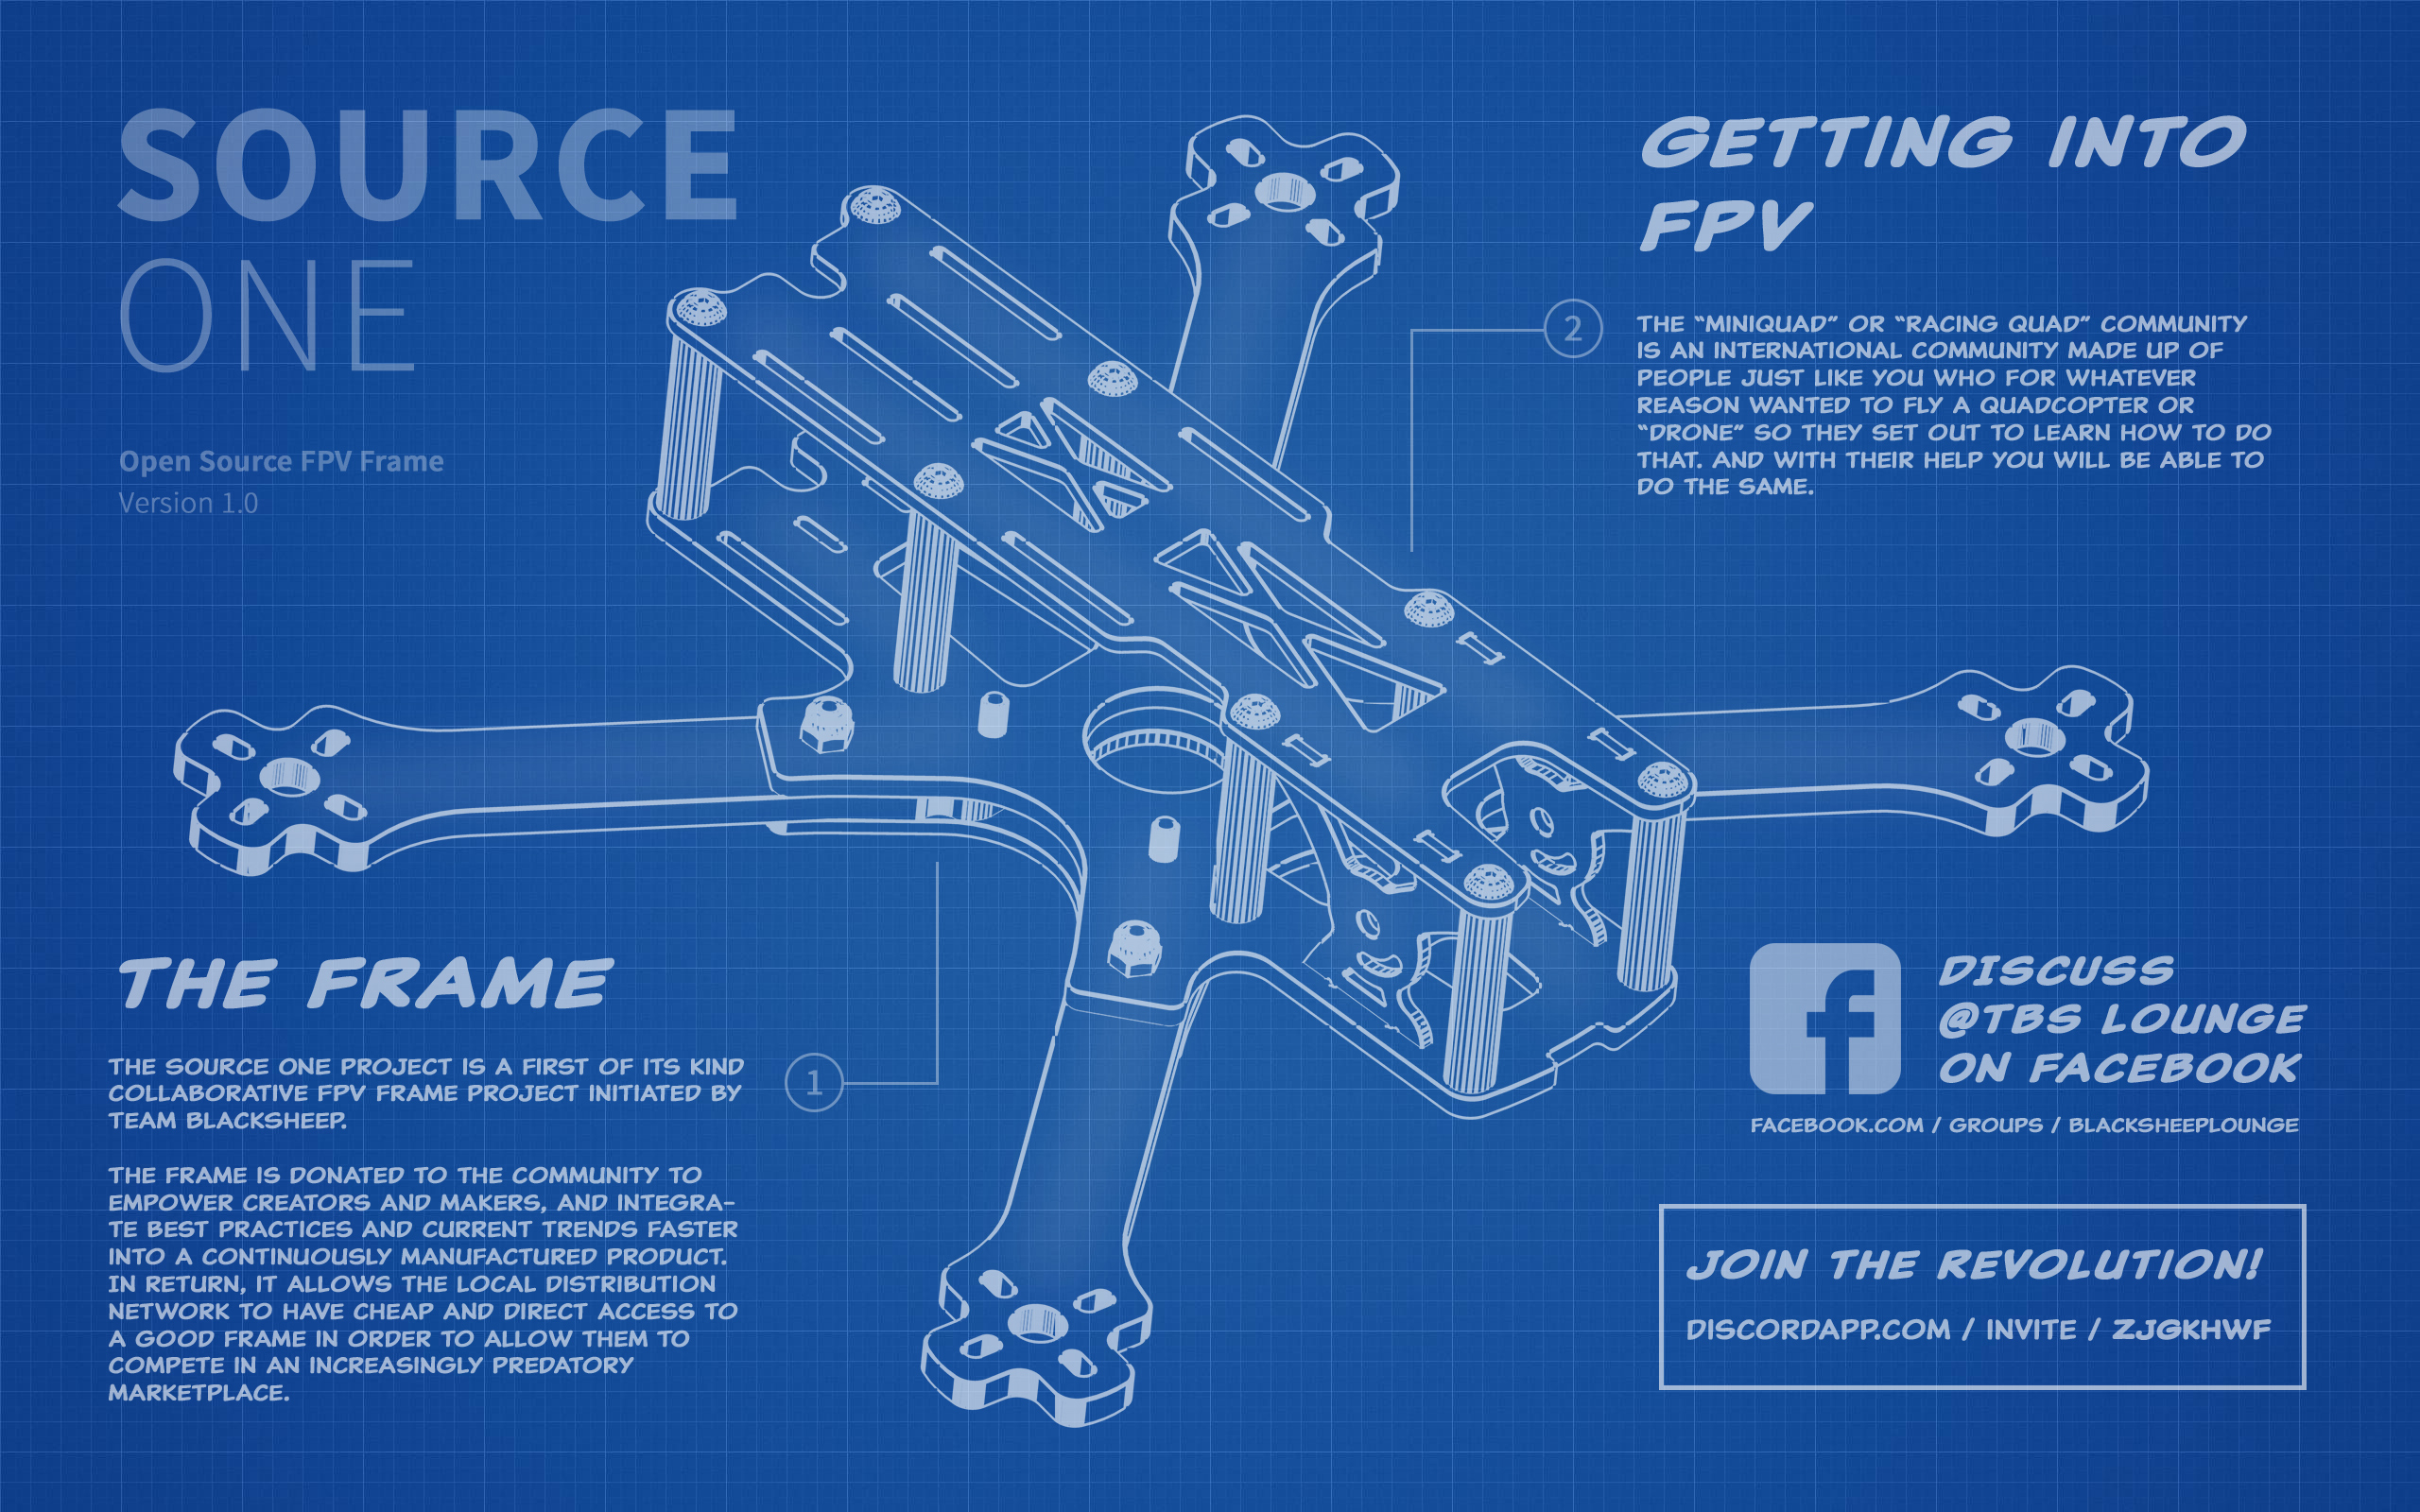 SOURCE
ONE
Open Source FPV Frame
Version 1.0
GETTING INTO
FPV
2
THE “MINIQUAD” OR “RACING QUAD” COMMUNITY
IS AN INTERNATIONAL COMMUNITY MADE UP OF
PEOPLE JUST LIKE YOU WHO FOR WHATEVER
REASON WANTED TO FLY A QUADCOPTER OR
“DRONE” SO THEY SET OUT TO LEARN HOW TO DO
THAT. AND WITH THEIR HELP YOU WILL BE ABLE TO
DO THE SAME.
THE FRAME
THE SOURCE ONE PROJECT IS A FIRST OF ITS KIND
COLLABORATIVE FPV FRAME PROJECT INITIATED BY
TEAM BLACKSHEEP.
1
THE FRAME IS DONATED TO THE COMMUNITY TO
EMPOWER CREATORS AND MAKERS, AND INTEGRA-
TE BEST PRACTICES AND CURRENT TRENDS FASTER
INTO A CONTINUOUSLY MANUFACTURED PRODUCT.
IN RETURN, IT ALLOWS THE LOCAL DISTRIBUTION
NETWORK TO HAVE CHEAP AND DIRECT ACCESS TO
A GOOD FRAME IN ORDER TO ALLOW THEM TO
COMPETE IN AN INCREASINGLY PREDATORY
MARKETPLACE.
f
DISCUSS
@TBS LOUNGE
ON FACEBOOK
FACEBOOK.COM / GROUPS / BLACKSHEEPLOUNGE
JOIN THE REVOLUTION!
DISCORDAPP.COM / INVITE / ZJGKHWF